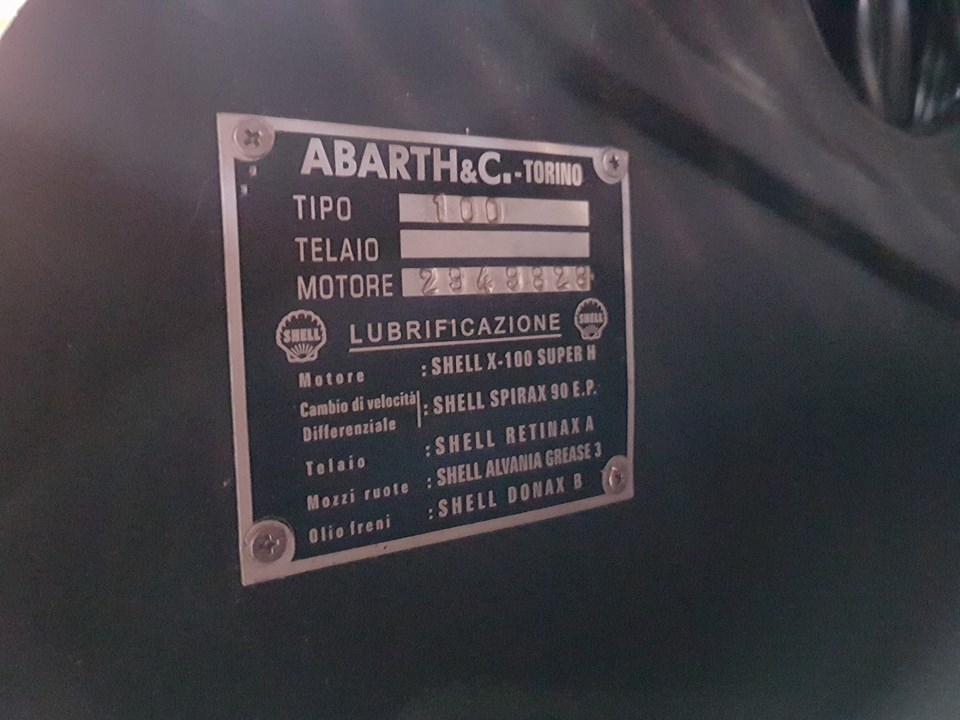 ABARTH&C.-TORINO
TIPO 100
TELAIO
MOTORE 2949828
SHELL LUBRIFICAZIONE SHELL
Motore : SHELL X-100 SUPER H
Cambio di velocità
Differenziale : SHELL SPIRAX 90 E.P.
Telaio : SHELL RETINAX A
Mozzi ruote : SHELL ALVANIA GREASE 3
Olio freni : SHELL DONAX B